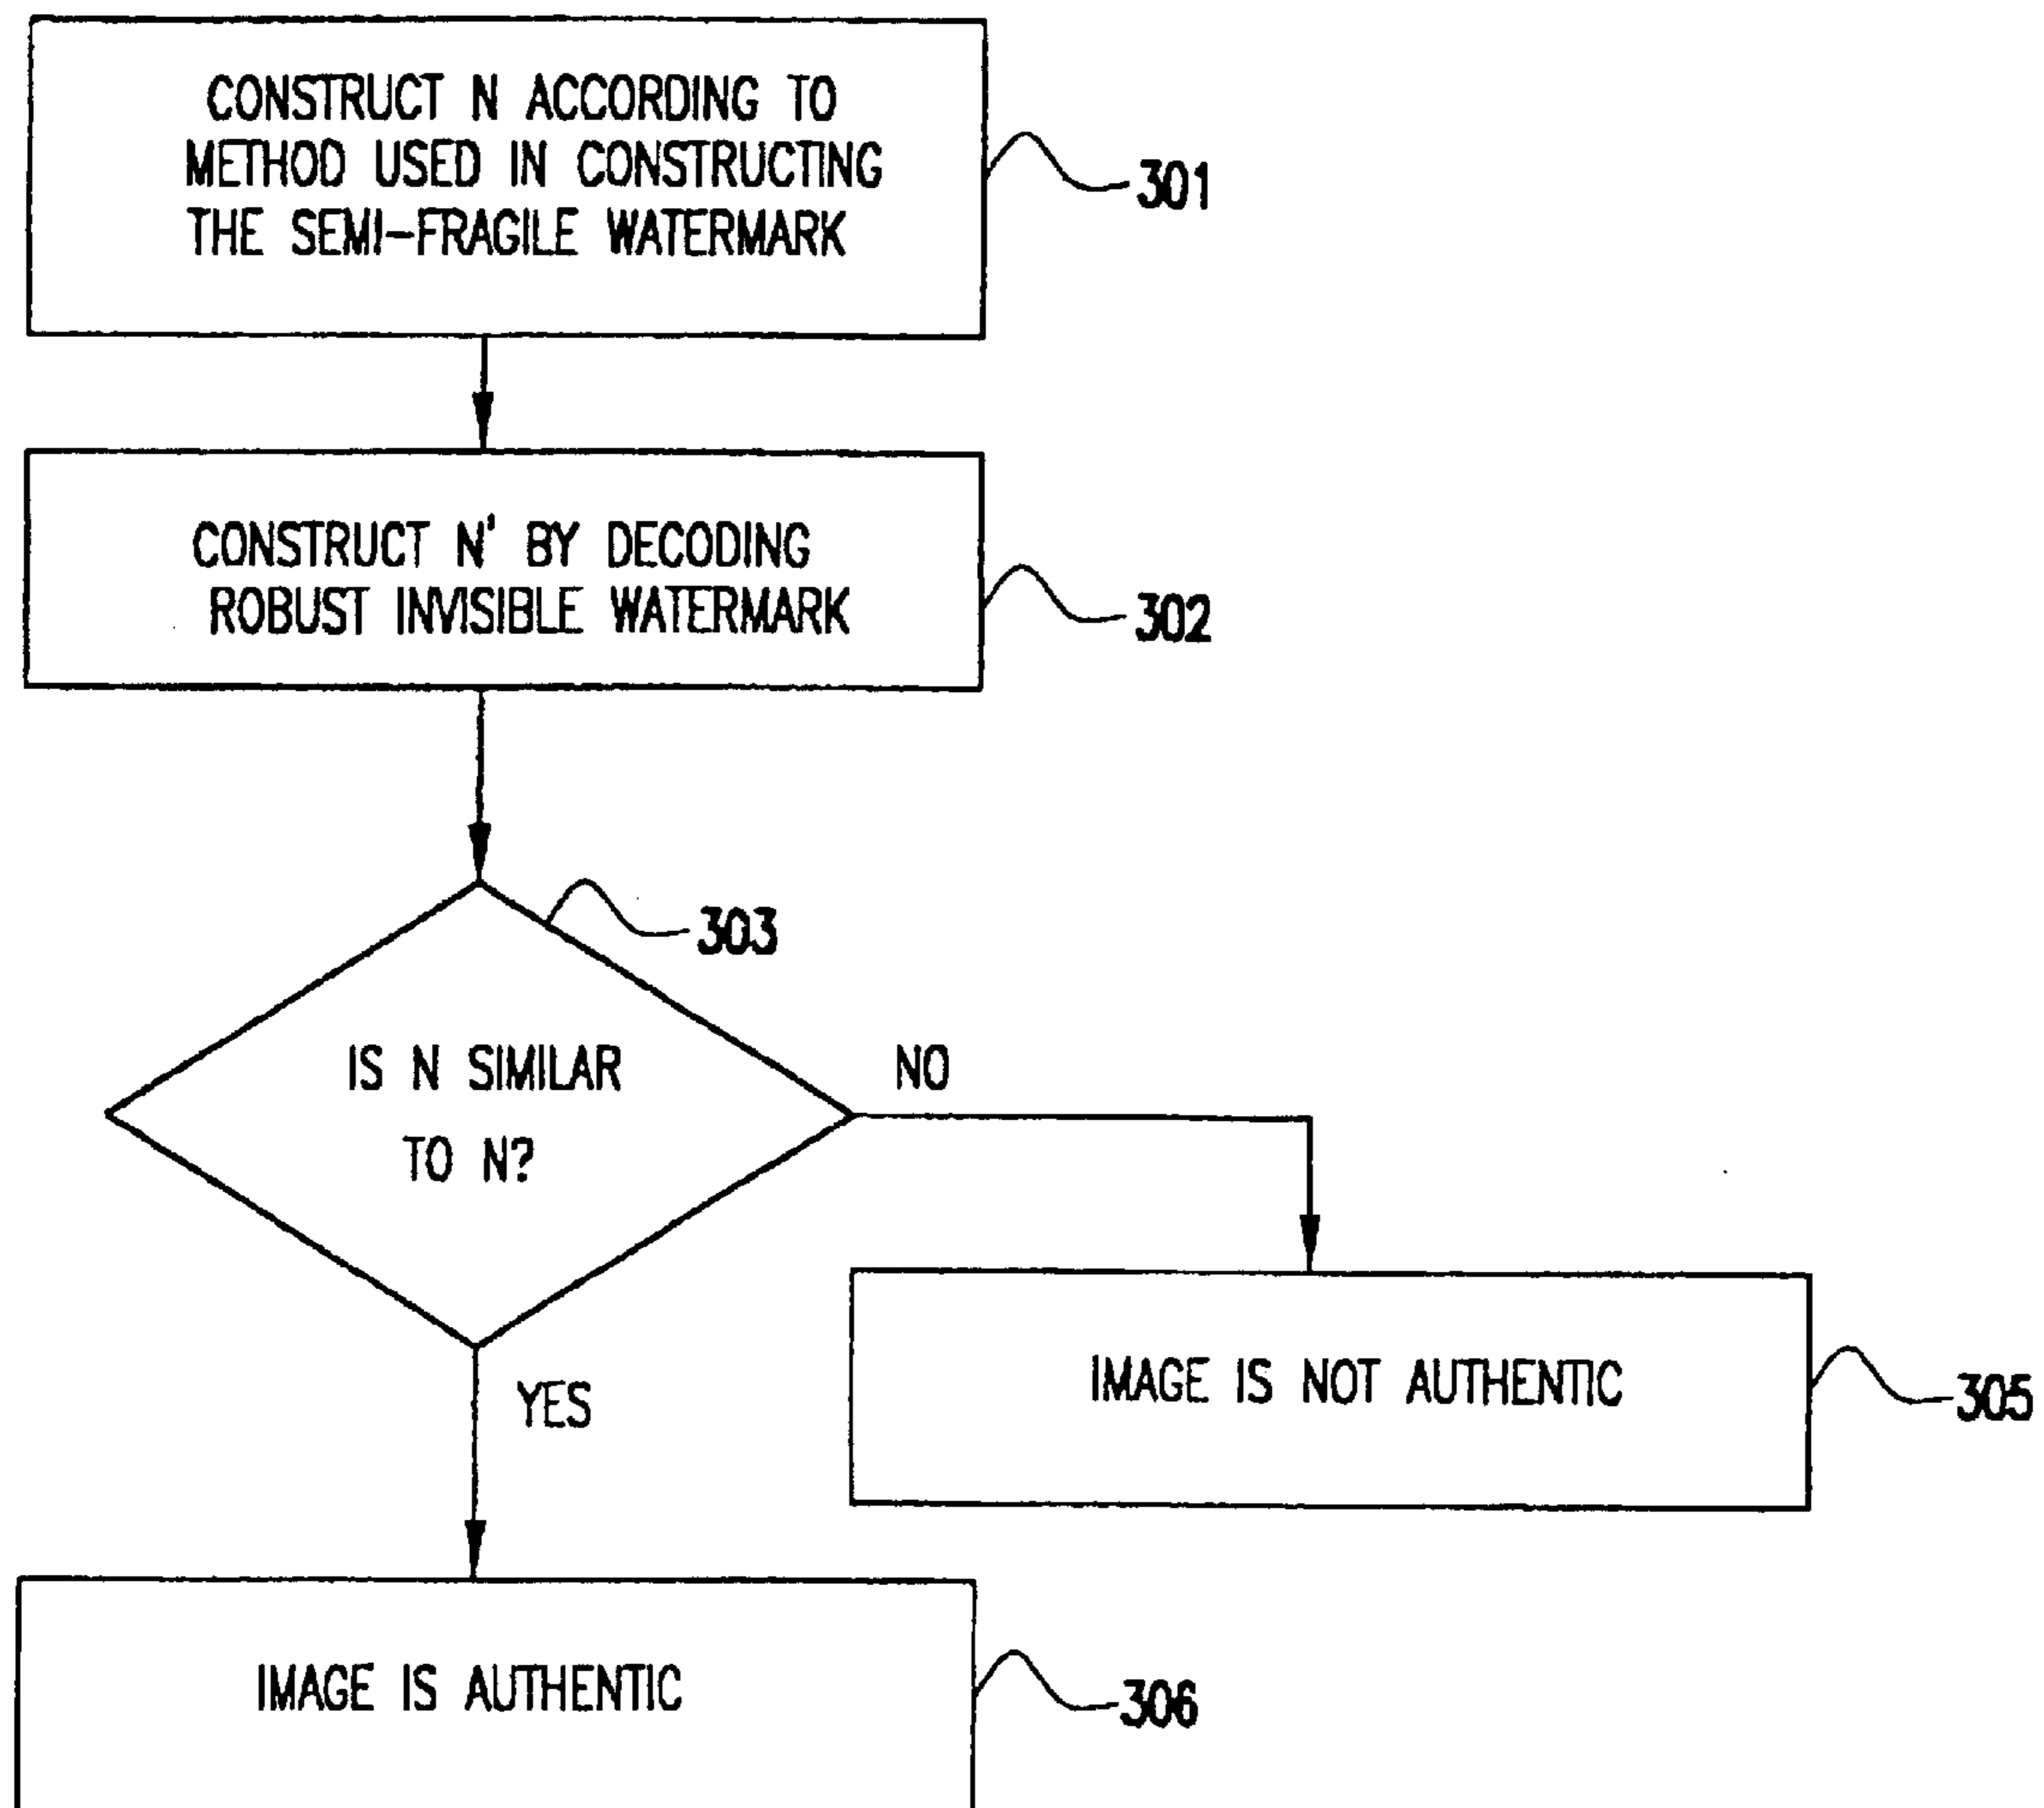 CONSTRUCT N ACCORDING TO
METHOD USED IN CONSTRUCTING
THE SEMI-FRAGILE WATERMARK
301
CONSTRUCT N' BY DECODING
ROBUST INVISIBLE WATERMARK
302
303
IS N SIMILAR
TO N?
NO
YES
IMAGE IS NOT AUTHENTIC
305
IMAGE IS AUTHENTIC
306